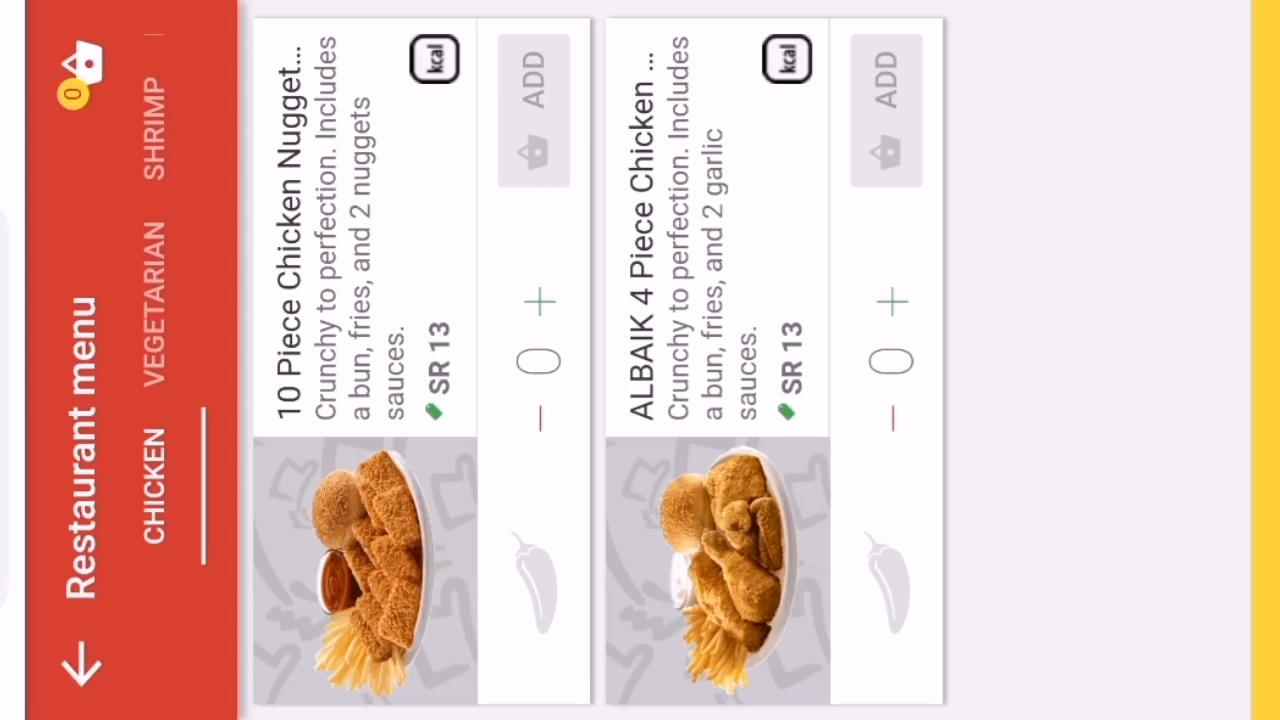 Restaurant menu
0
CHICKEN
VEGETARIAN
SHRIMP
10 Piece Chicken Nugget...
Crunchy to perfection. Includes
a bun, fries, and 2 nuggets
sauces.
SR 13
kcal
0
ADD
ALBAIK 4 Piece Chicken ...
Crunchy to perfection. Includes
a bun, fries, and 2 garlic
sauces.
SR 13
kcal
0
ADD